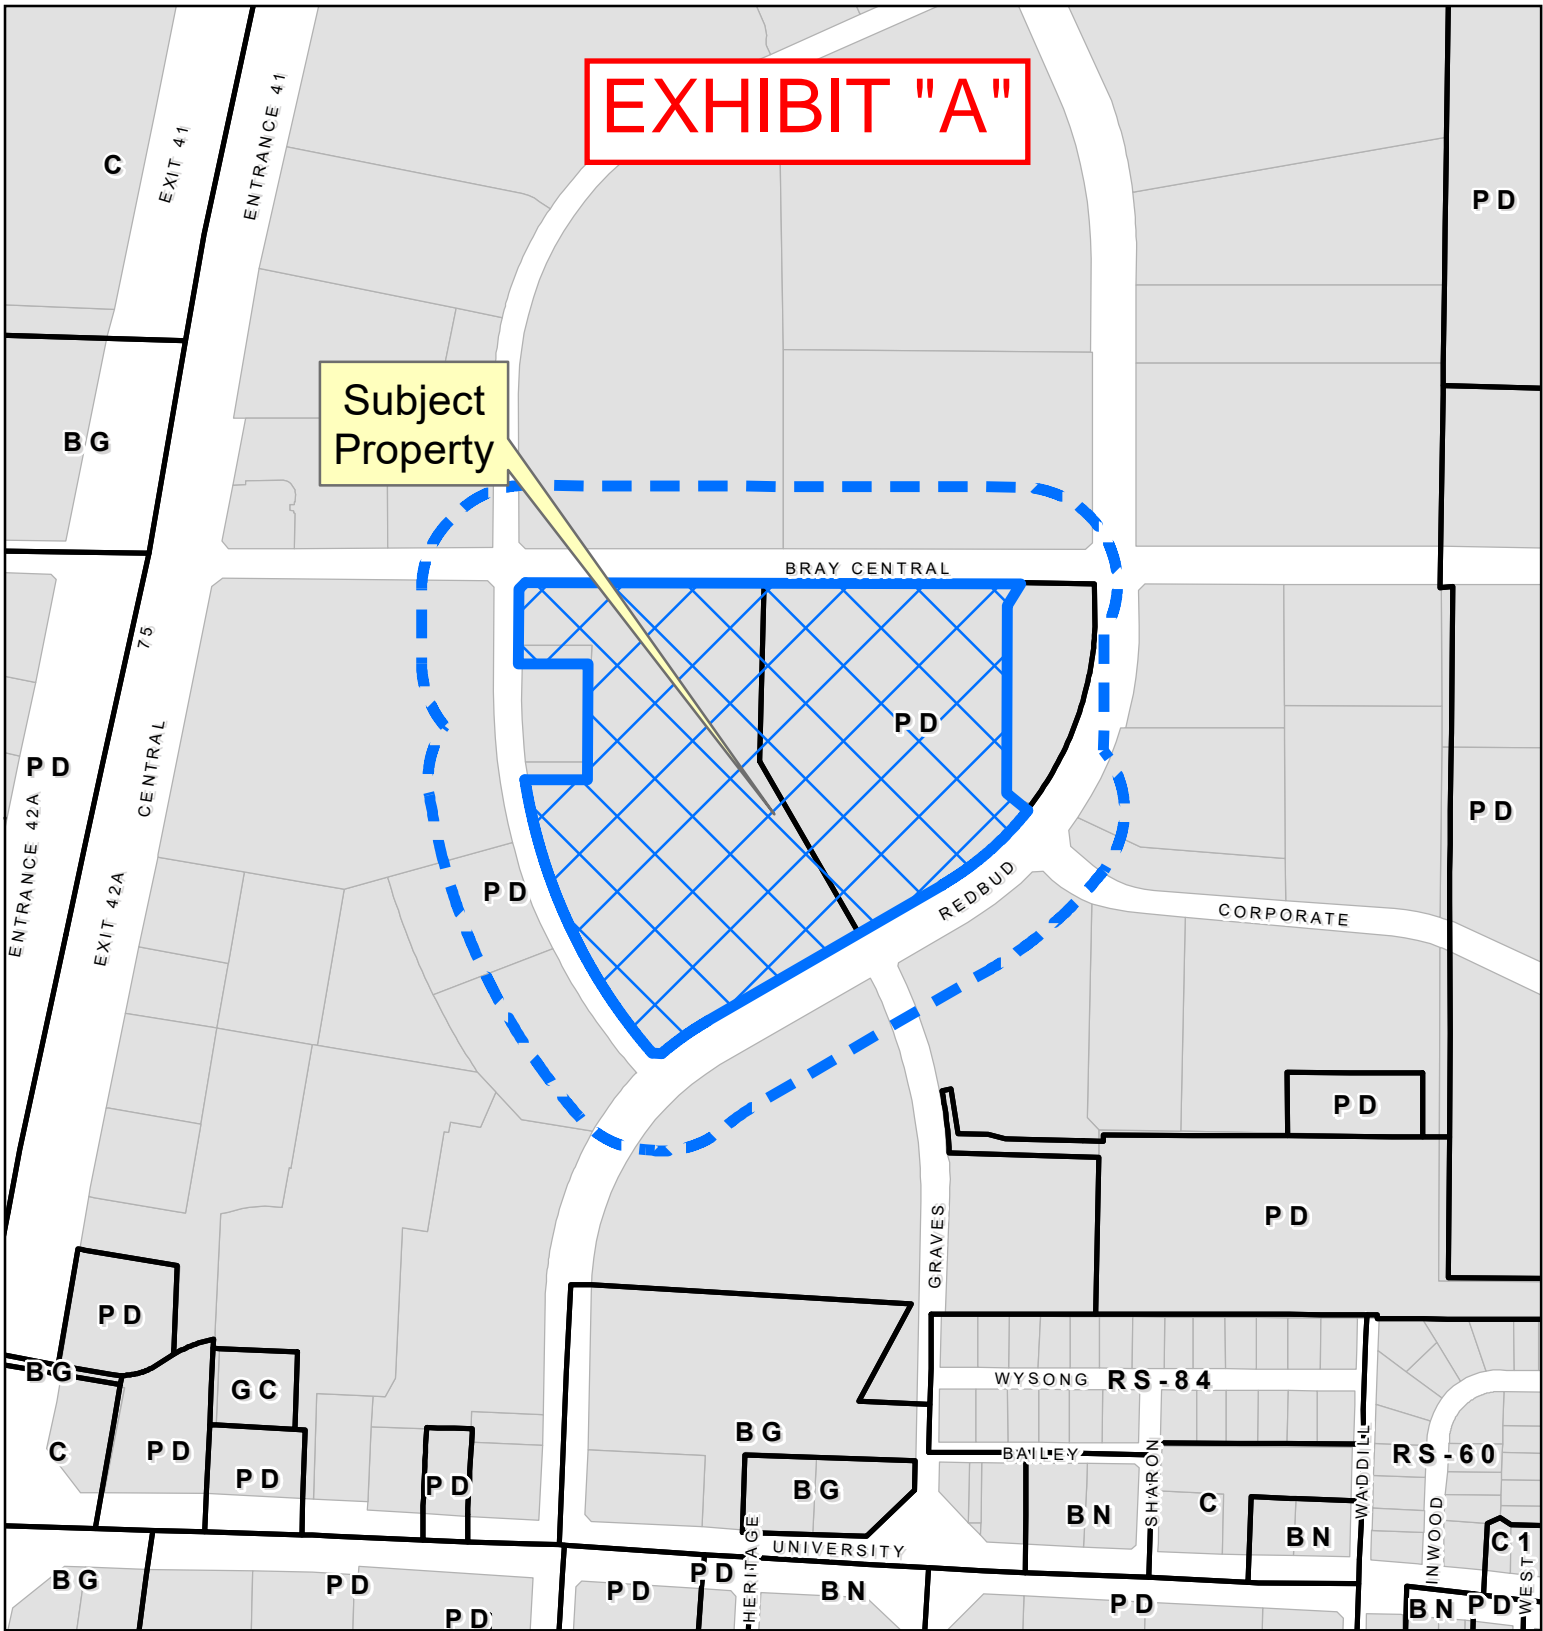 EXHIBIT "A"
C
EXIT 41
ENTRANCE 41
PD
Subject
Property
BG
BRAY CENTRAL
75
CENTRAL
PD
PD
PD
ENTRANCE 42A
EXIT 42A
PD
REDBUD
CORPORATE
PD
PD
GRAVES
PD
BG
GC
WYSONG
RS-84
C
PD
PD
PD
BG
BG
BAILEY
SHARON
WADDILL
RS-60
BN
C
BN
INWOOD
C1
WEST
HERITAGE
UNIVERSITY
BG
PD
PD
PD
PD
BN
PD
BN
PD